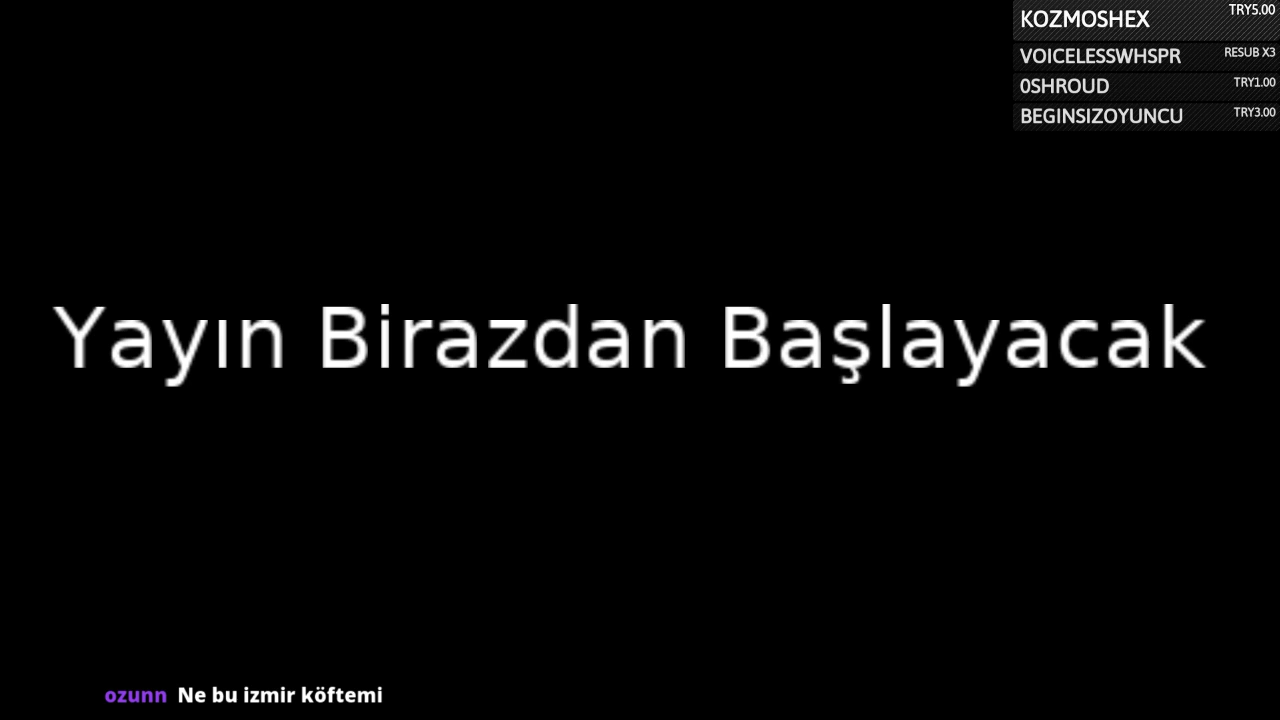 KOZMOSHEX TRY5.00
VOICELESSWHSPR RESUB X3
0SHROUD TRY1.00
BEGINSIZOYUNCU TRY3.00
Yayın Birazdan Başlayacak
ozunn Ne bu izmir köftemi